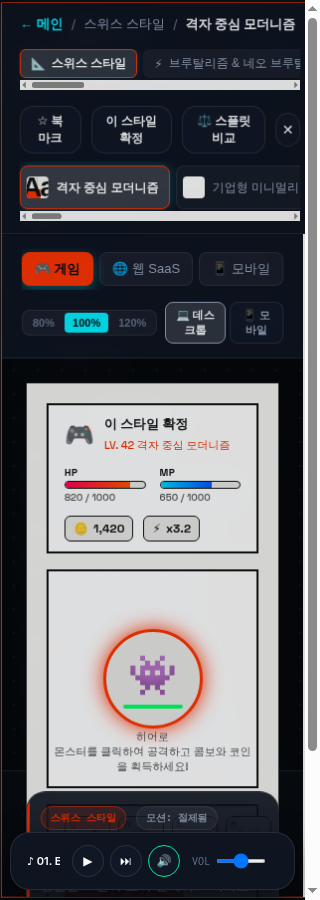 ← 메인 / 스위스 스타일 / 격자 중심 모더니즘
📐 스위스 스타일 ⚡ 브루탈리즘 & 네오 브루탈
☆ 북
마크
이 스타일
확정
⚖️ 스플릿
비교
✕
Aa 격자 중심 모더니즘 기업형 미니멀리
🎮 게임 🌐 웹 SaaS 📱 모바일
80% 100% 120%
💻 데스
크톱
📱 모
바일
이 스타일 확정
LV. 42 격자 중심 모더니즘
HP MP
820 / 1000 650 / 1000
🪙 1,420 ⚡ x3.2
히어로
몬스터를 클릭하여 공격하고 콤보와 코인
을 획득하세요!
스위스 스타일 모션: 절제됨
♪ 01. E VOL